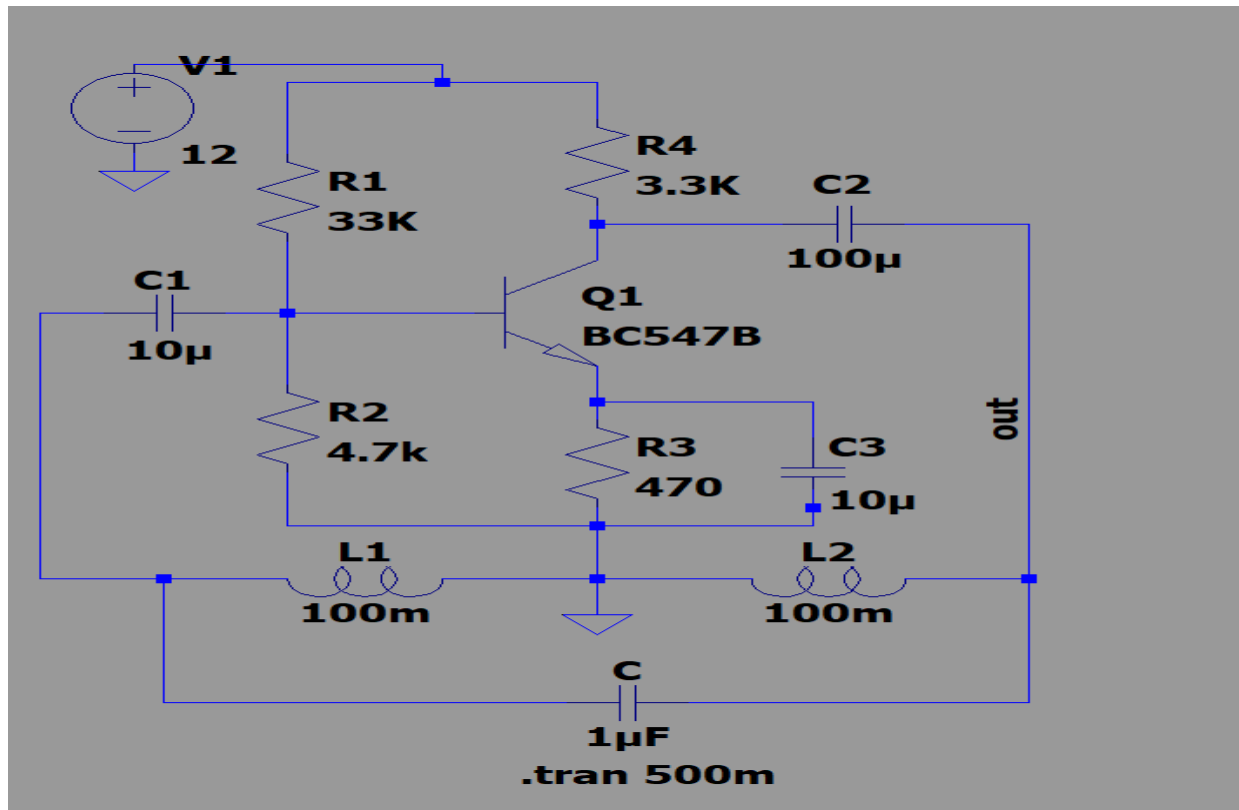 V1
12
R1
33K
R4
3.3K
C2
100µ
C1
10µ
Q1
BC547B
R2
4.7k
R3
470
C3
10µ
out
L1
100m
L2
100m
C
1µF
.tran 500m